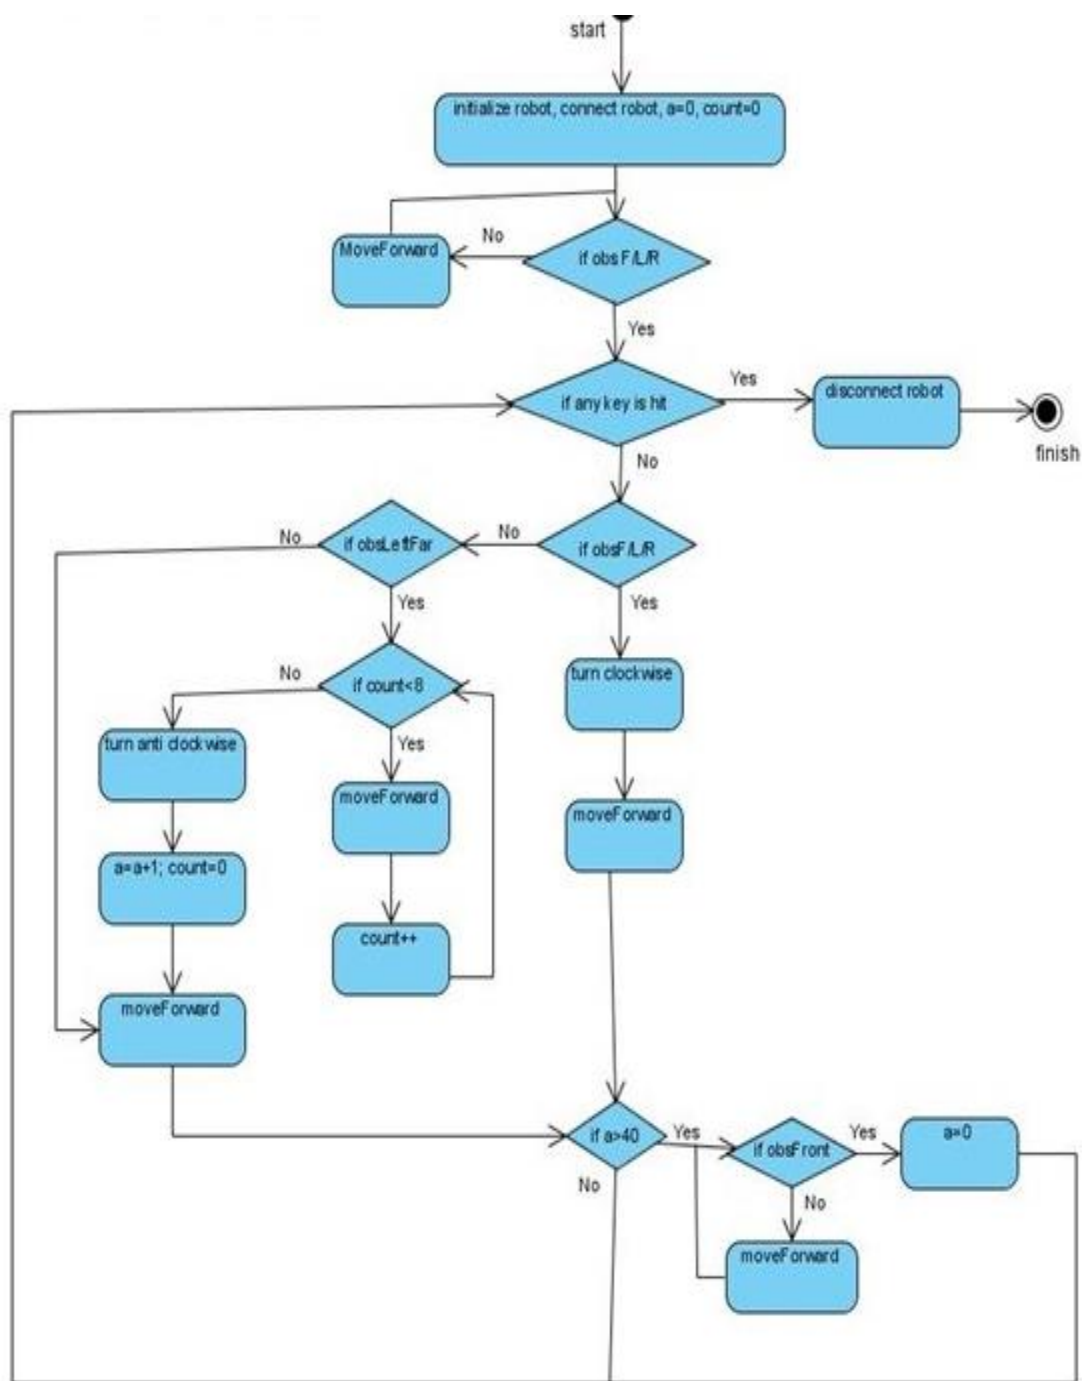 start
initialize robot, connect robot, a=0, count=0
MoveForward
No
if obs F/L/R
Yes
if any key is hit
Yes
disconnect robot
finish
No
No
if obsLeftFar
No
if obsF/L/R
Yes
Yes
No
if count<8
turn clockwise
turn anti clockwise
Yes
moveForward
moveForward
a=a+1; count=0
count++
moveForward
if a>40
Yes
if obsFront
Yes
a=0
No
No
moveForward